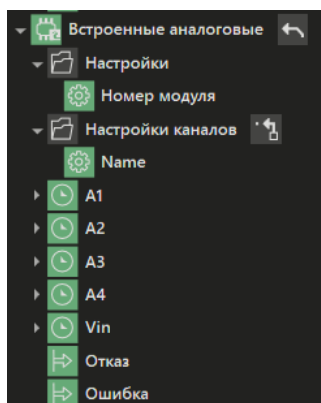 Встроенные аналоговые
Настройки
Номер модуля
Настройки каналов
Name
A1
A2
A3
A4
Vin
Отказ
Ошибка